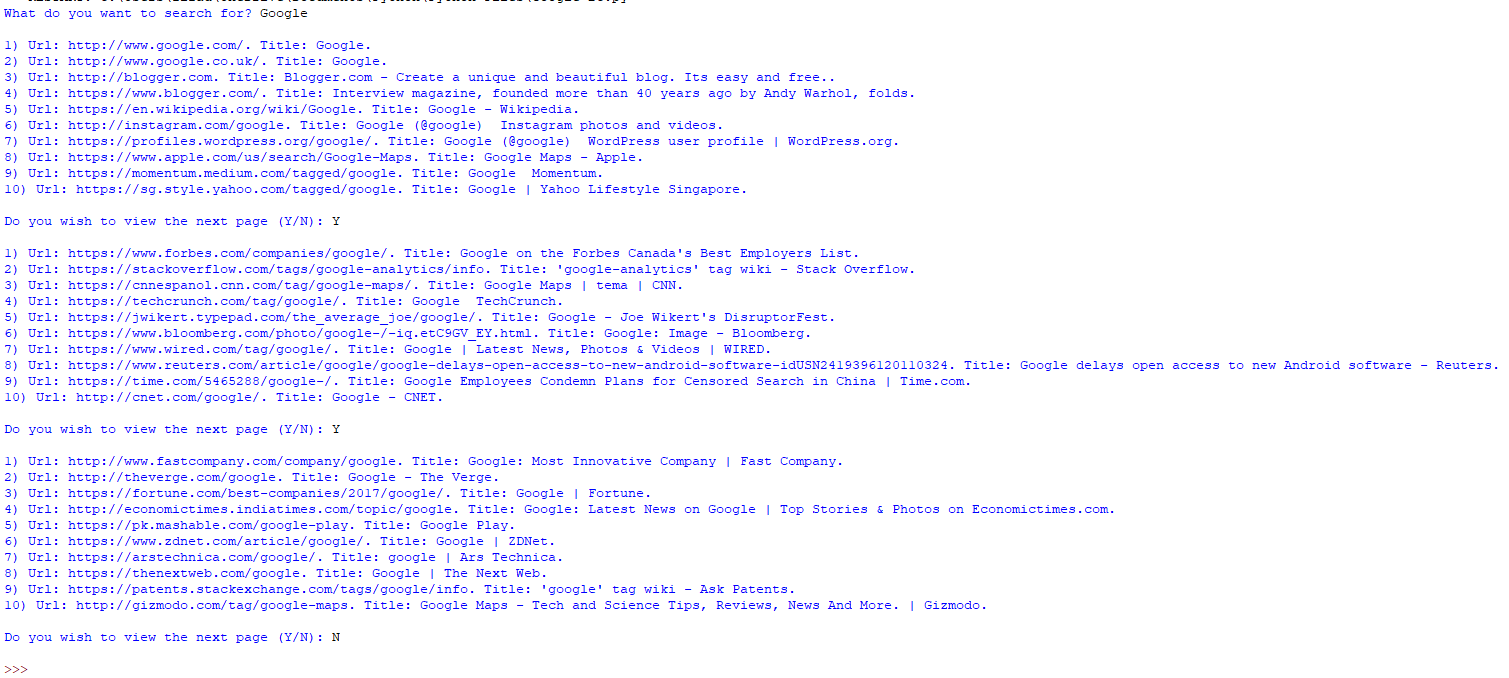 What do you want to search for? Google
1) Url: http://www.google.com/. Title: Google.
2) Url: http://www.google.co.uk/. Title: Google.
3) Url: http://blogger.com. Title: Blogger.com - Create a unique and beautiful blog. Its easy and free..
4) Url: https://www.blogger.com/. Title: Interview magazine, founded more than 40 years ago by Andy Warhol, folds.
5) Url: https://en.wikipedia.org/wiki/Google. Title: Google - Wikipedia.
6) Url: http://instagram.com/google. Title: Google (@google)  Instagram photos and videos.
7) Url: https://profiles.wordpress.org/google/. Title: Google (@google)  WordPress user profile | WordPress.org.
8) Url: https://www.apple.com/us/search/Google-Maps. Title: Google Maps - Apple.
9) Url: https://momentum.medium.com/tagged/google. Title: Google  Momentum.
10) Url: https://sg.style.yahoo.com/tagged/google. Title: Google | Yahoo Lifestyle Singapore.
Do you wish to view the next page (Y/N): Y
1) Url: https://www.forbes.com/companies/google/. Title: Google on the Forbes Canada's Best Employers List.
2) Url: https://stackoverflow.com/tags/google-analytics/info. Title: 'google-analytics' tag wiki - Stack Overflow.
3) Url: https://cnnespanol.cnn.com/tag/google-maps/. Title: Google Maps | tema | CNN.
4) Url: https://techcrunch.com/tag/google/. Title: Google  TechCrunch.
5) Url: https://jwikert.typepad.com/the_average_joe/google/. Title: Google - Joe Wikert's DisruptorFest.
6) Url: https://www.bloomberg.com/photo/google-/-iq.etC9GV_EY.html. Title: Google: Image - Bloomberg.
7) Url: https://www.wired.com/tag/google/. Title: Google | Latest News, Photos & Videos | WIRED.
8) Url: https://www.reuters.com/article/google/google-delays-open-access-to-new-android-software-idUSN2419396120110324. Title: Google delays open access to new Android software - Reuters.
9) Url: https://time.com/5465288/google-/. Title: Google Employees Condemn Plans for Censored Search in China | Time.com.
10) Url: http://cnet.com/google/. Title: Google - CNET.
Do you wish to view the next page (Y/N): Y
1) Url: http://www.fastcompany.com/company/google. Title: Google: Most Innovative Company | Fast Company.
2) Url: http://theverge.com/google. Title: Google - The Verge.
3) Url: https://fortune.com/best-companies/2017/google/. Title: Google | Fortune.
4) Url: http://economictimes.indiatimes.com/topic/google. Title: Google: Latest News on Google | Top Stories & Photos on Economictimes.com.
5) Url: https://pk.mashable.com/google-play. Title: Google Play.
6) Url: https://www.zdnet.com/article/google/. Title: Google | ZDNet.
7) Url: https://arstechnica.com/google/. Title: google | Ars Technica.
8) Url: https://thenextweb.com/google. Title: Google | The Next Web.
9) Url: https://patents.stackexchange.com/tags/google/info. Title: 'google' tag wiki - Ask Patents.
10) Url: http://gizmodo.com/tag/google-maps. Title: Google Maps - Tech and Science Tips, Reviews, News And More. | Gizmodo.
Do you wish to view the next page (Y/N): N
>>>